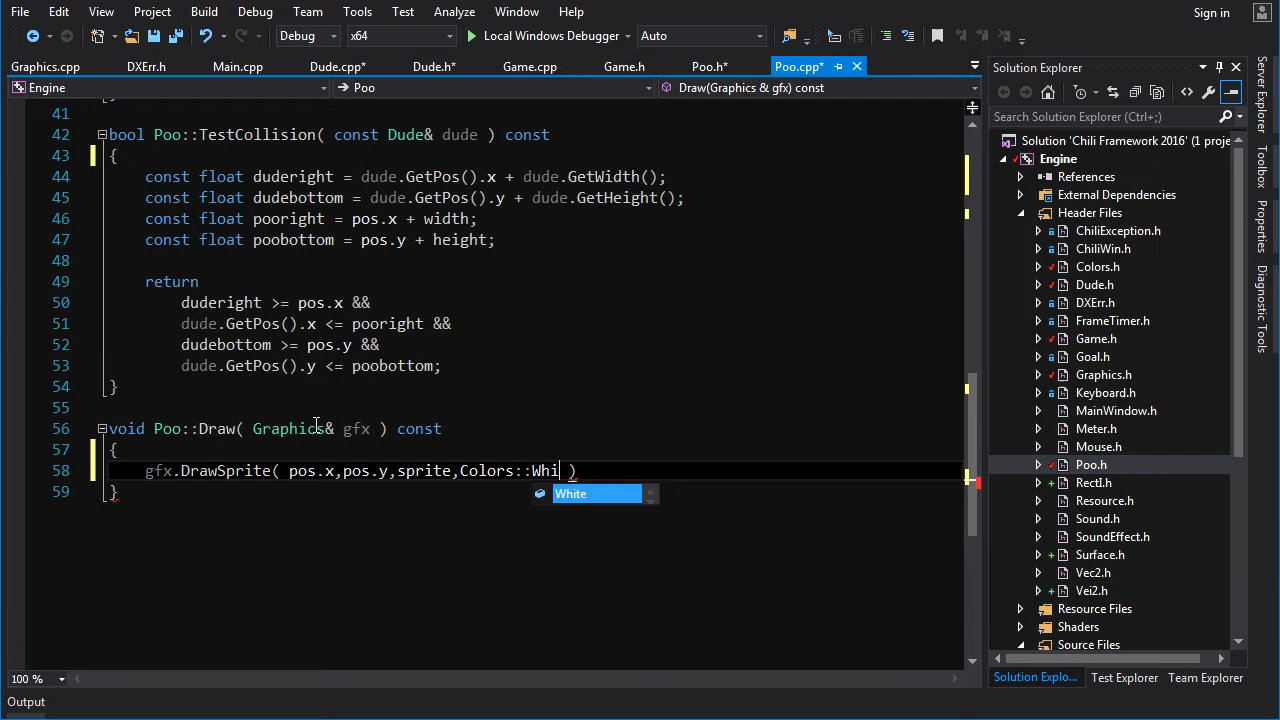 File Edit View Project Build Debug Team Tools Test Analyze Window Help Sign in
Debug x64 Local Windows Debugger Auto
Graphics.cpp DXErr.h Main.cpp Dude.cpp* Dude.h* Game.cpp Game.h Poo.h* Poo.cpp*
Engine Poo Draw(Graphics & gfx) const
41
42 bool Poo::TestCollision( const Dude& dude ) const
43 {
44 const float duderight = dude.GetPos().x + dude.GetWidth();
45 const float dudebottom = dude.GetPos().y + dude.GetHeight();
46 const float pooright = pos.x + width;
47 const float poobottom = pos.y + height;
48
49 return
50 duderight >= pos.x &&
51 dude.GetPos().x <= pooright &&
52 dudebottom >= pos.y &&
53 dude.GetPos().y <= poobottom;
54 }
55
56 void Poo::Draw( Graphics& gfx ) const
57 {
58 gfx.DrawSprite( pos.x,pos.y,sprite,Colors::Whi )
White
59 }
100 %
Output
Solution Explorer
Search Solution Explorer (Ctrl+;)
Solution 'Chili Framework 2016' (1 proje
Engine
References
External Dependencies
Header Files
ChiliException.h
ChiliWin.h
Colors.h
Dude.h
DXErr.h
FrameTimer.h
Game.h
Goal.h
Graphics.h
Keyboard.h
MainWindow.h
Meter.h
Mouse.h
Poo.h
RectI.h
Resource.h
Sound.h
SoundEffect.h
Surface.h
Vec2.h
Vei2.h
Resource Files
Shaders
Source Files
Solution Explo... Test Explorer Team Explorer
Server Explorer
Toolbox
Properties
Diagnostic Tools